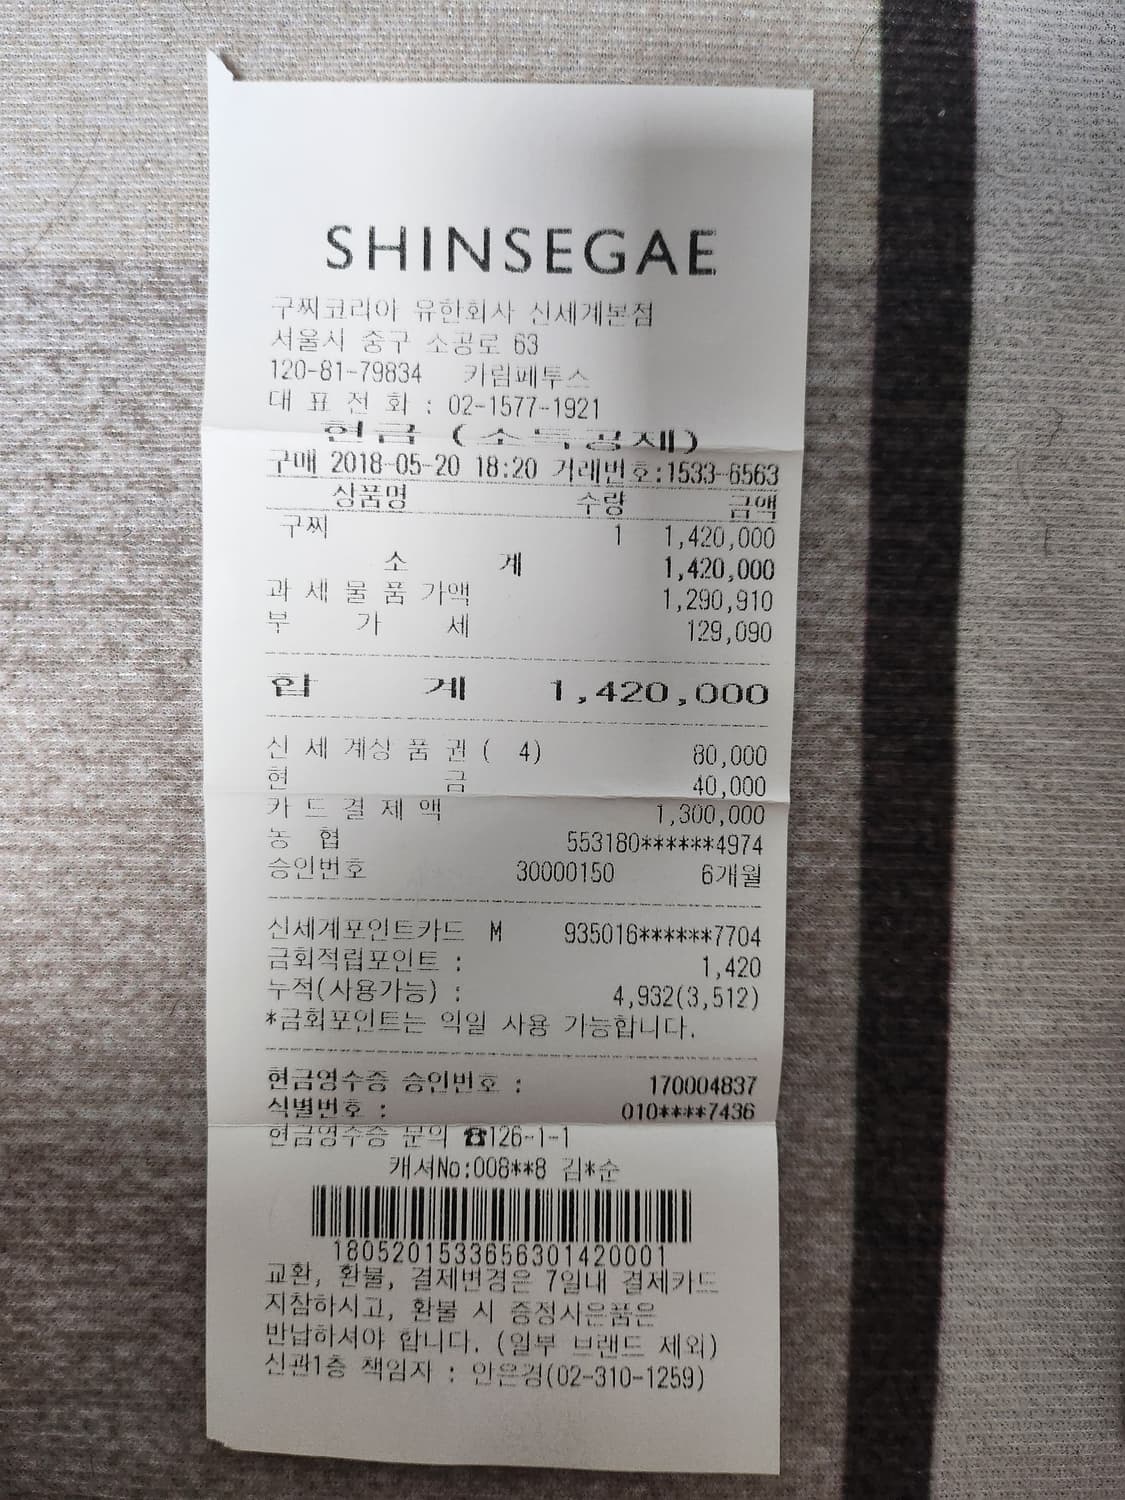 SHINSEGAE
구찌코리아 유한회사 신세계본점
서울시 중구 소공로 63
120-81-79834 카림페투스
대 표 전 화 : 02-1577-1921
현금 (소득공제)
구매 2018-05-20 18:20 거래번호:1533-6563
상품명 수량 금액
구찌 1 1,420,000
소 계 1,420,000
과 세 물 품 가액 1,290,910
부 가 세 129,090
합 계 1,420,000
신 세 계상 품 권 ( 4) 80,000
현 금 40,000
카 드 결 제 액 1,300,000
농 협 553180******4974
승인번호 30000150 6개월
신세계포인트카드 M 935016******7704
금회적립포인트 : 1,420
누적(사용가능) : 4,932(3,512)
*금회포인트는 익일 사용 가능합니다.
현금영수증 승인번호 : 170004837
식별번호 : 010****7436
현금영수증 문의 ☎126-1-1
캐셔No:008**8 김*순
1805201533656301420001
교환, 환불, 결제변경은 7일내 결제카드
지참하시고, 환불 시 증정사은품은
반납하셔야 합니다. (일부 브랜드 제외)
신관1층 책임자 : 안은경(02-310-1259)